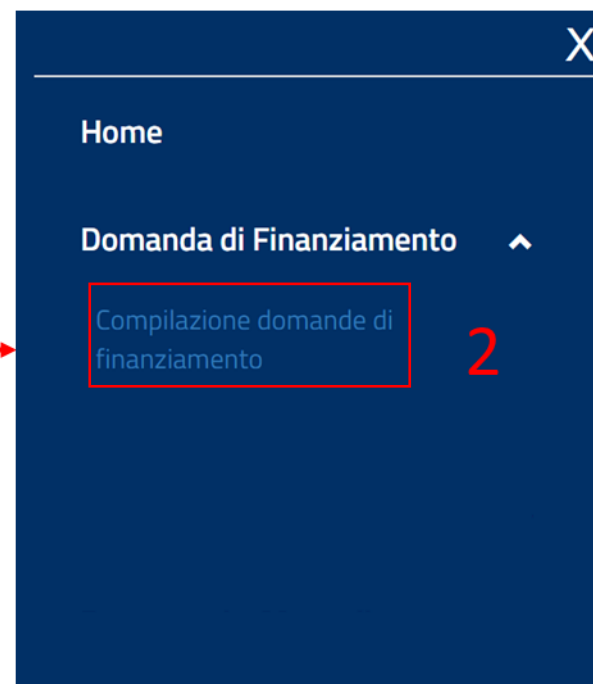 X
Home
Domanda di Finanziamento
Compilazione domande di
finanziamento
2